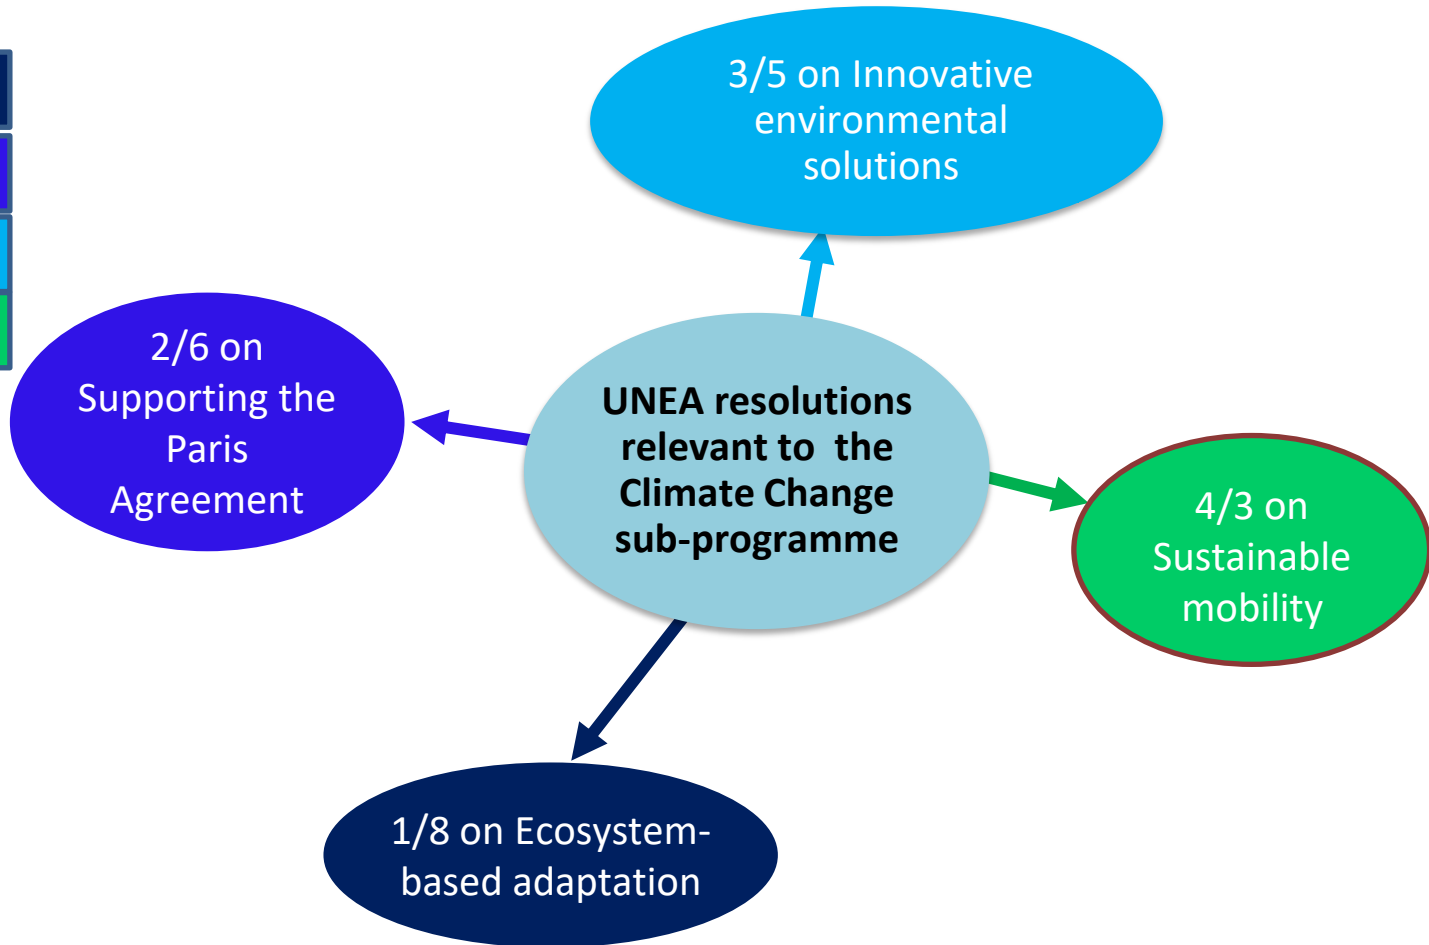 3/5 on Innovative
environmental
solutions
2/6 on
Supporting the
Paris
Agreement
UNEA resolutions
relevant to  the
Climate Change
sub-programme
4/3 on
Sustainable
mobility
1/8 on Ecosystem-
based adaptation